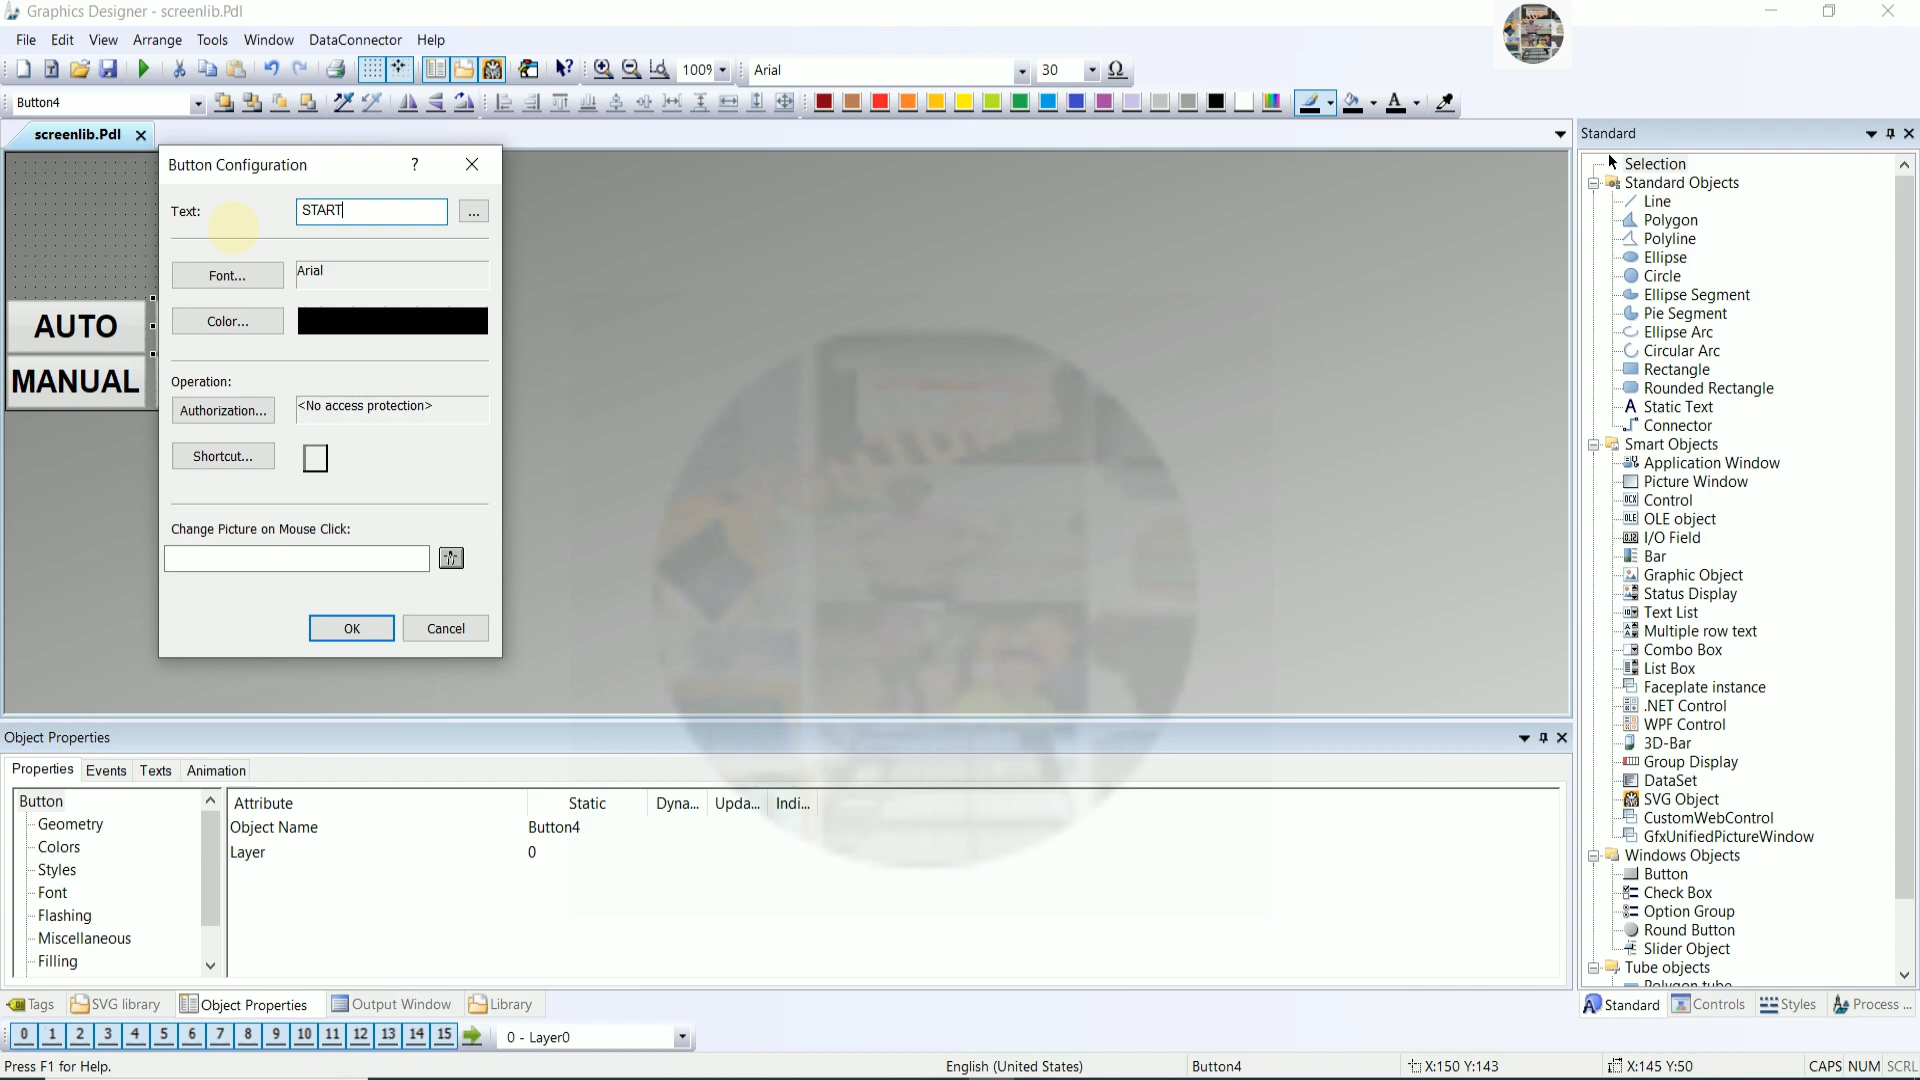 Graphics Designer - screenlib.Pdl
File Edit View Arrange Tools Window DataConnector Help
100% Arial 30 Ω
Button4
screenlib.Pdl
Standard
Button Configuration ?
Text: START ...
Font... Arial
Color...
Operation:
Authorization... <No access protection>
Shortcut...
Change Picture on Mouse Click:
OK Cancel
AUTO
MANUAL
Selection
Standard Objects
Line
Polygon
Polyline
Ellipse
Circle
Ellipse Segment
Pie Segment
Ellipse Arc
Circular Arc
Rectangle
Rounded Rectangle
Static Text
Connector
Smart Objects
Application Window
Picture Window
Control
OLE object
I/O Field
Bar
Graphic Object
Status Display
Text List
Multiple row text
Combo Box
List Box
Faceplate instance
.NET Control
WPF Control
3D-Bar
Group Display
DataSet
SVG Object
CustomWebControl
GfxUnifiedPictureWindow
Windows Objects
Button
Check Box
Option Group
Round Button
Slider Object
Tube objects
Polygon tube
Standard Controls Styles Process ...
Object Properties
Properties Events Texts Animation
Button
Geometry
Colors
Styles
Font
Flashing
Miscellaneous
Filling
Attribute Static Dyna... Upda... Indi...
Object Name Button4
Layer 0
Tags SVG library Object Properties Output Window Library
0 1 2 3 4 5 6 7 8 9 10 11 12 13 14 15 0 - Layer0
Press F1 for Help. English (United States) Button4 X:150 Y:143 X:145 Y:50 CAPS NUM SCRL